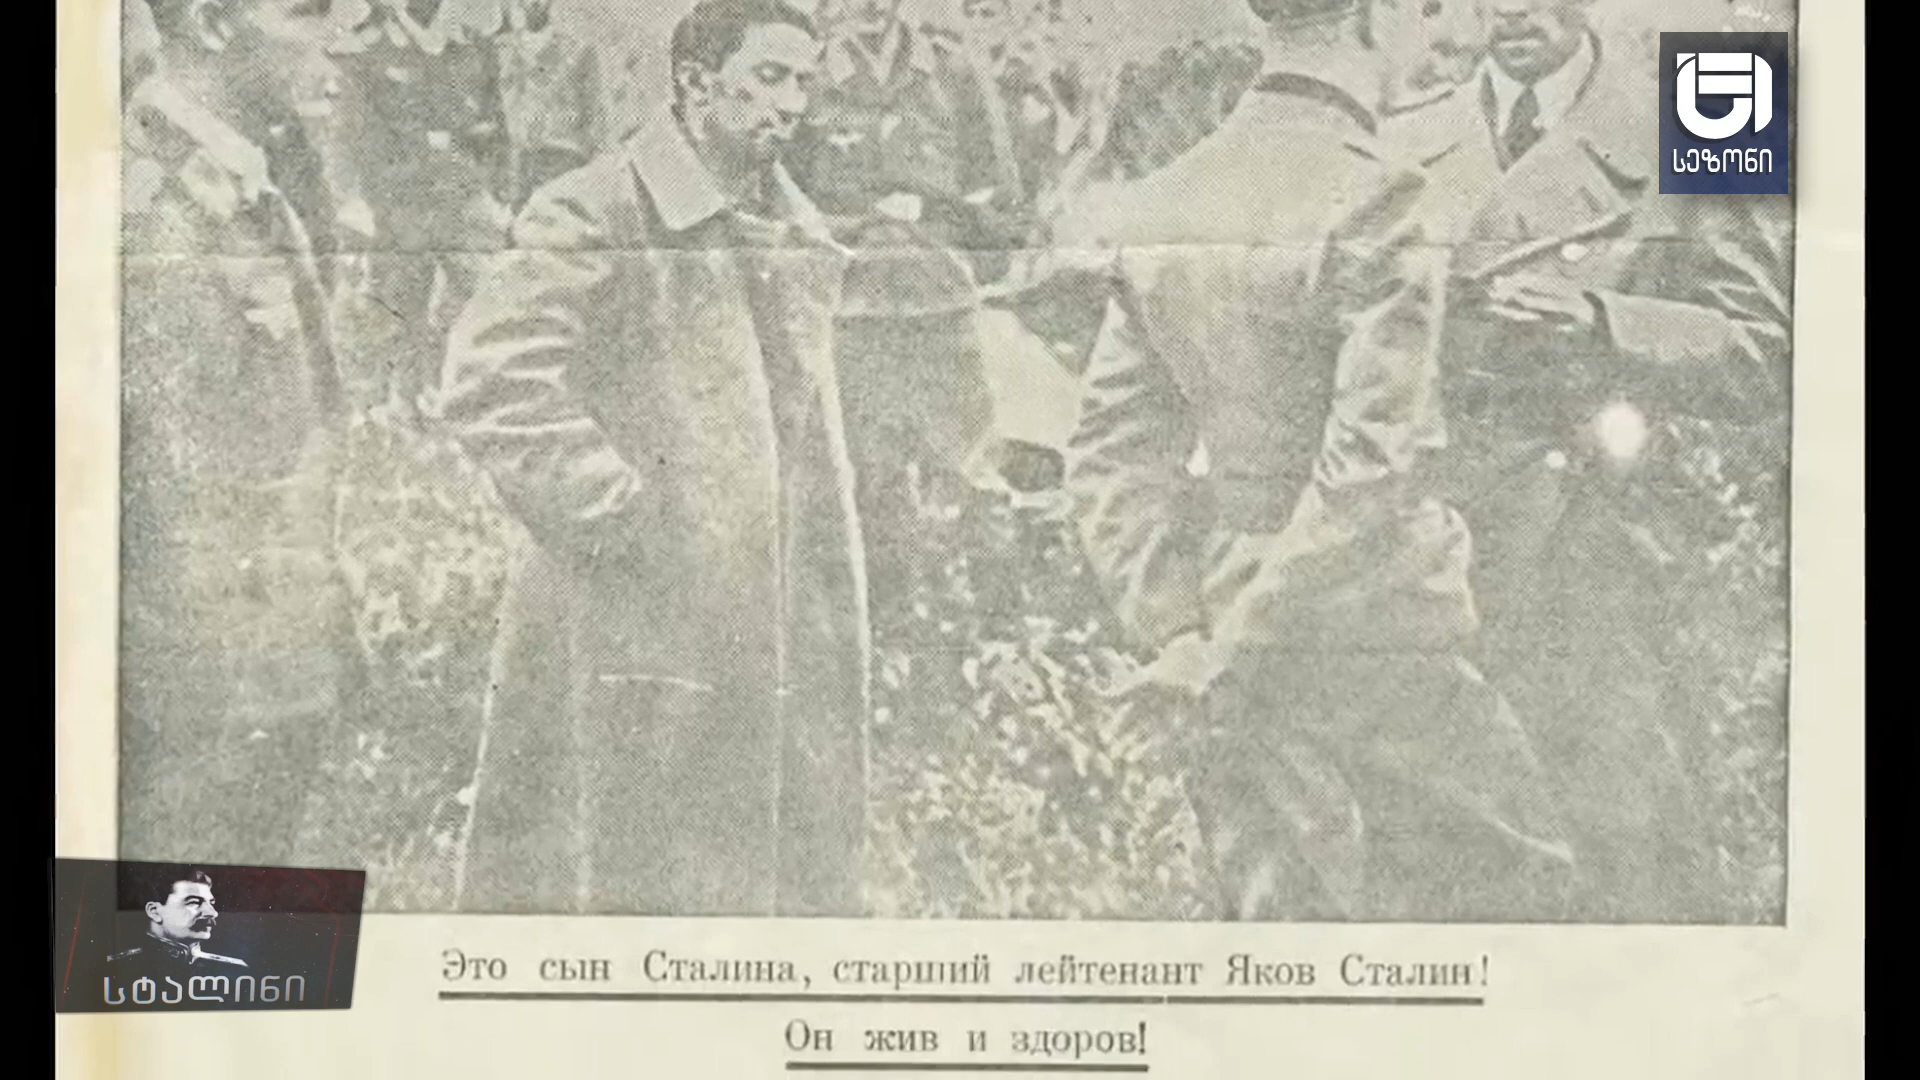 სეზონი
Это сын Сталина, старший лейтенант Яков Сталин!
სტალინი
Он жив и здоров!